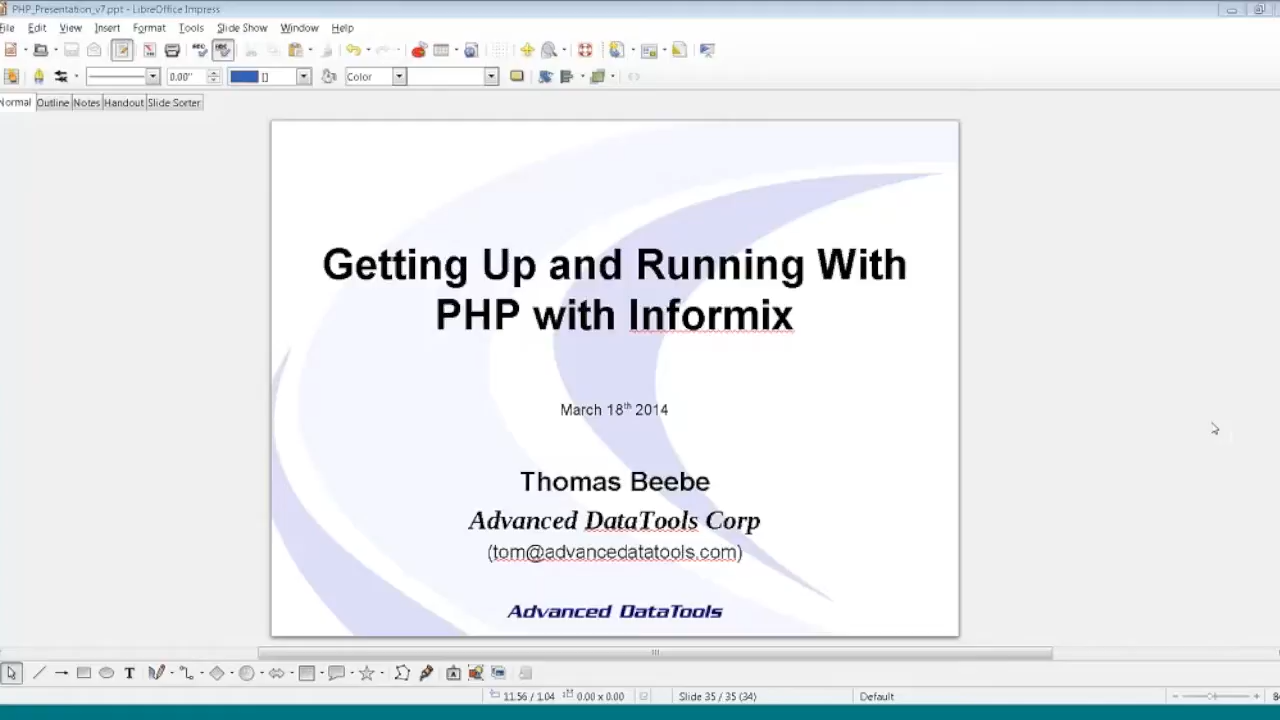 PHP_Presentation_v7.ppt - LibreOffice Impress
File Edit View Insert Format Tools Slide Show Window Help
0.00" [] Color
Normal Outline Notes Handout Slide Sorter
Getting Up and Running With
PHP with Informix
March 18th 2014
Thomas Beebe
Advanced DataTools Corp
(tom@advancedatatools.com)
Advanced DataTools
11.56 / 1.04 0.00 x 0.00 Slide 35 / 35 (34) Default